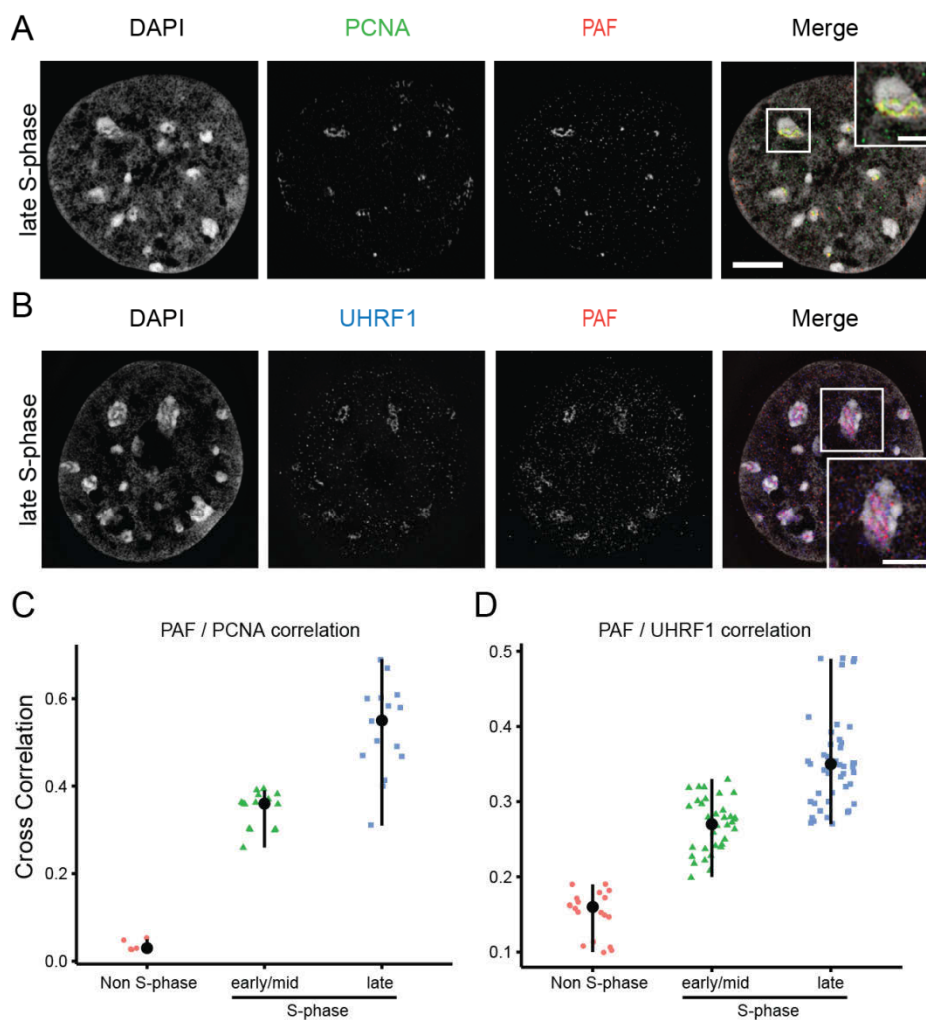 A
DAPI PCNA PAF Merge
late S-phase
B
DAPI UHRF1 PAF Merge
late S-phase
C
PAF / PCNA correlation
Cross Correlation
0.6
0.4
0.2
0.0
Non S-phase early/mid late
S-phase
D
PAF / UHRF1 correlation
0.5
0.4
0.3
0.2
0.1
Non S-phase early/mid late
S-phase